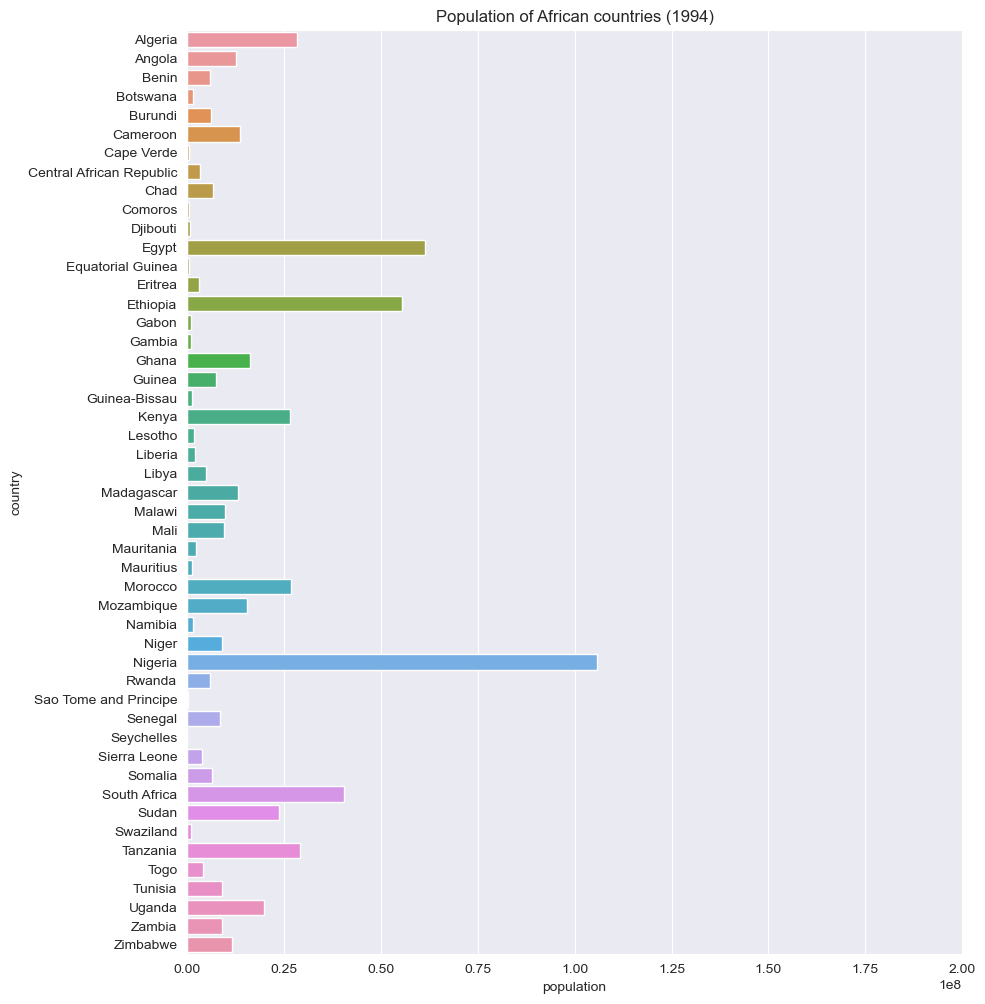 Population of African countries (1994)
Algeria
Angola
Benin
Botswana
Burundi
Cameroon
Cape Verde
Central African Republic
Chad
Comoros
Djibouti
Egypt
Equatorial Guinea
Eritrea
Ethiopia
Gabon
Gambia
Ghana
Guinea
Guinea-Bissau
Kenya
Lesotho
Liberia
Libya
Madagascar
Malawi
Mali
Mauritania
Mauritius
Morocco
Mozambique
Namibia
Niger
Nigeria
Rwanda
Sao Tome and Principe
Senegal
Seychelles
Sierra Leone
Somalia
South Africa
Sudan
Swaziland
Tanzania
Togo
Tunisia
Uganda
Zambia
Zimbabwe
country
0.00 0.25 0.50 0.75 1.00 1.25 1.50 1.75 2.00
1e8
population